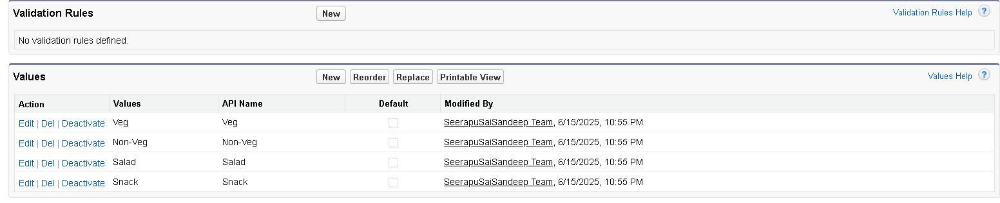 Validation Rules New Validation Rules Help ?
No validation rules defined.
Values New Reorder Replace Printable View Values Help ?
Action Values API Name Default Modified By
Edit | Del | Deactivate Veg Veg SeerapuSaiSandeep Team, 6/15/2025, 10:55 PM
Edit | Del | Deactivate Non-Veg Non-Veg SeerapuSaiSandeep Team, 6/15/2025, 10:55 PM
Edit | Del | Deactivate Salad Salad SeerapuSaiSandeep Team, 6/15/2025, 10:55 PM
Edit | Del | Deactivate Snack Snack SeerapuSaiSandeep Team, 6/15/2025, 10:55 PM